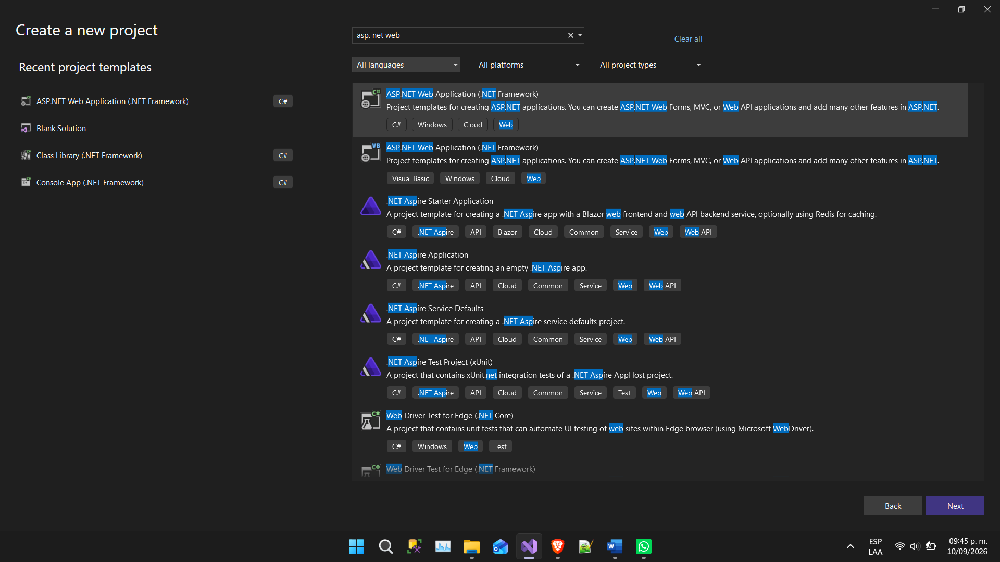 Create a new project
Recent project templates
ASP.NET Web Application (.NET Framework) C#
Blank Solution
Class Library (.NET Framework) C#
Console App (.NET Framework) C#
asp. net web
Clear all
All languages All platforms All project types
C#
ASP.NET Web Application (.NET Framework)
Project templates for creating ASP.NET applications. You can create ASP.NET Web Forms, MVC, or Web API applications and add many other features in ASP.NET.
C# Windows Cloud Web
VB
ASP.NET Web Application (.NET Framework)
Project templates for creating ASP.NET applications. You can create ASP.NET Web Forms, MVC, or Web API applications and add many other features in ASP.NET.
Visual Basic Windows Cloud Web
.NET Aspire Starter Application
A project template for creating a .NET Aspire app with a Blazor web frontend and web API backend service, optionally using Redis for caching.
C# .NET Aspire API Blazor Cloud Common Service Web Web API
.NET Aspire Application
A project template for creating an empty .NET Aspire app.
C# .NET Aspire API Cloud Common Service Web Web API
.NET Aspire Service Defaults
A project template for creating a .NET Aspire service defaults project.
C# .NET Aspire API Cloud Common Service Web Web API
.NET Aspire Test Project (xUnit)
A project that contains xUnit.net integration tests of a .NET Aspire AppHost project.
C# .NET Aspire API Cloud Common Service Test Web Web API
C#
Web Driver Test for Edge (.NET Core)
A project that contains unit tests that can automate UI testing of web sites within Edge browser (using Microsoft WebDriver).
C# Windows Web Test
C#
Web Driver Test for Edge (.NET Framework)
Back Next
ESP
LAA
09:45 p. m.
10/09/2026